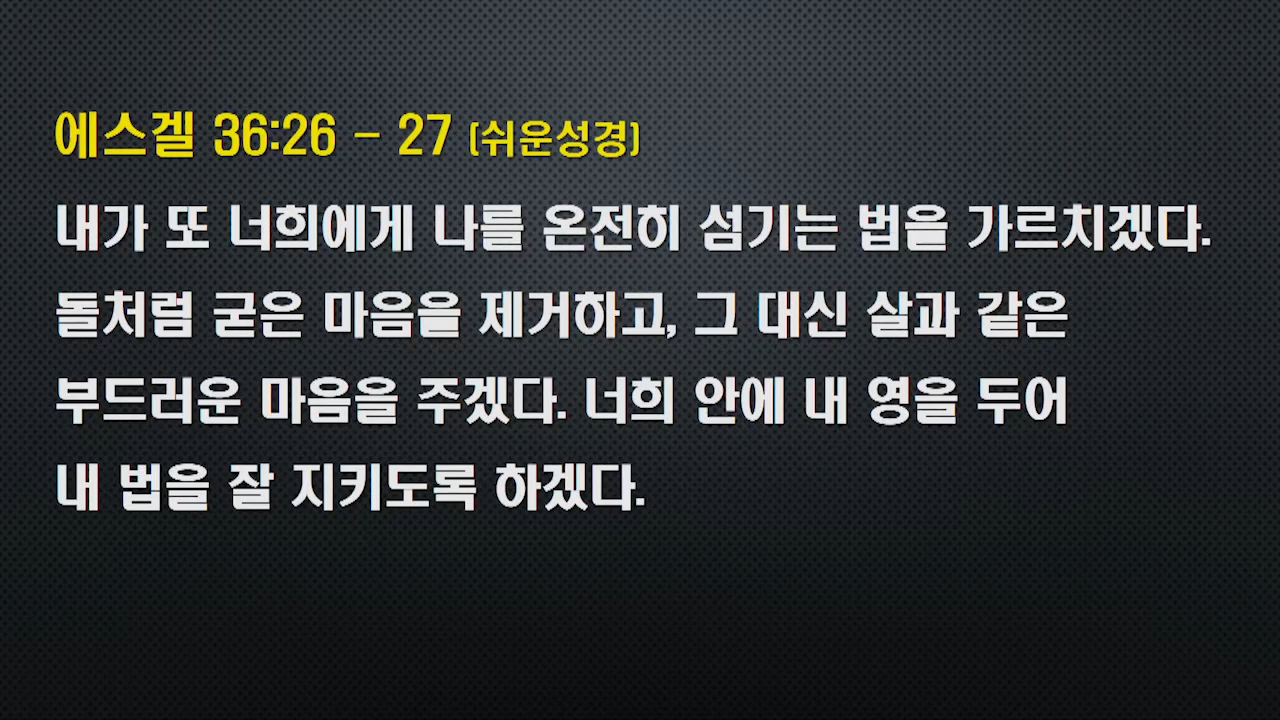 에스겔 36:26 - 27 (쉬운성경)
내가 또 너희에게 나를 온전히 섬기는 법을 가르치겠다.
돌처럼 굳은 마음을 제거하고, 그 대신 살과 같은
부드러운 마음을 주겠다. 너희 안에 내 영을 두어
내 법을 잘 지키도록 하겠다.